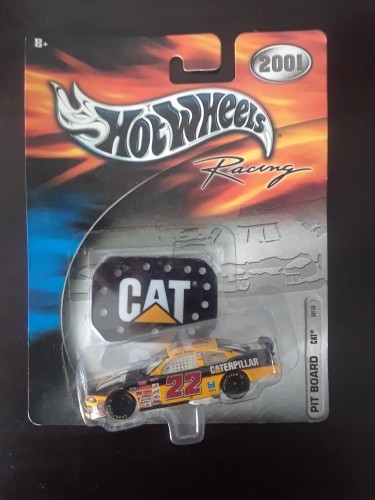 8+
2001
Hot Wheels
Racing
CAT
CATERPILLAR
22
PIT BOARD CAT®